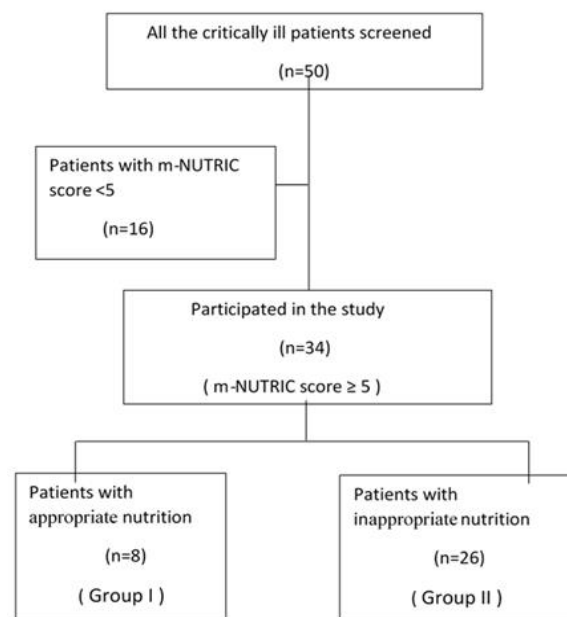 All the critically ill patients screened
(n=50)
Patients with m-NUTRIC
score <5
(n=16)
Participated in the study
(n=34)
( m-NUTRIC score ≥ 5 )
Patients with
appropriate nutrition
(n=8)
( Group I )
Patients with
inappropriate nutrition
(n=26)
( Group II )